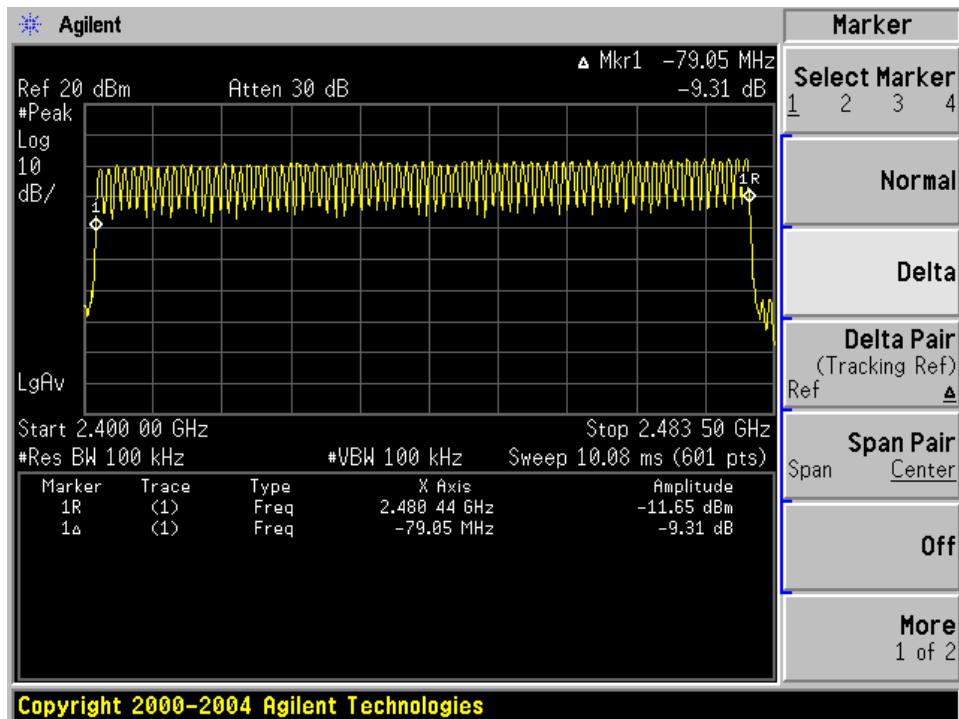 Agilent
Marker
Δ Mkr1 -79.05 MHz
Ref 20 dBm Atten 30 dB -9.31 dB
#Peak
Log
10
dB/
1R
1
LgAv
Start 2.400 00 GHz Stop 2.483 50 GHz
#Res BW 100 kHz #VBW 100 kHz Sweep 10.08 ms (601 pts)
Marker Trace Type X Axis Amplitude
1R (1) Freq 2.480 44 GHz -11.65 dBm
1Δ (1) Freq -79.05 MHz -9.31 dB
Select Marker
1 2 3 4
Normal
Delta
Delta Pair
(Tracking Ref)
Ref Δ
Span Pair
Span Center
Off
More
1 of 2
Copyright 2000-2004 Agilent Technologies